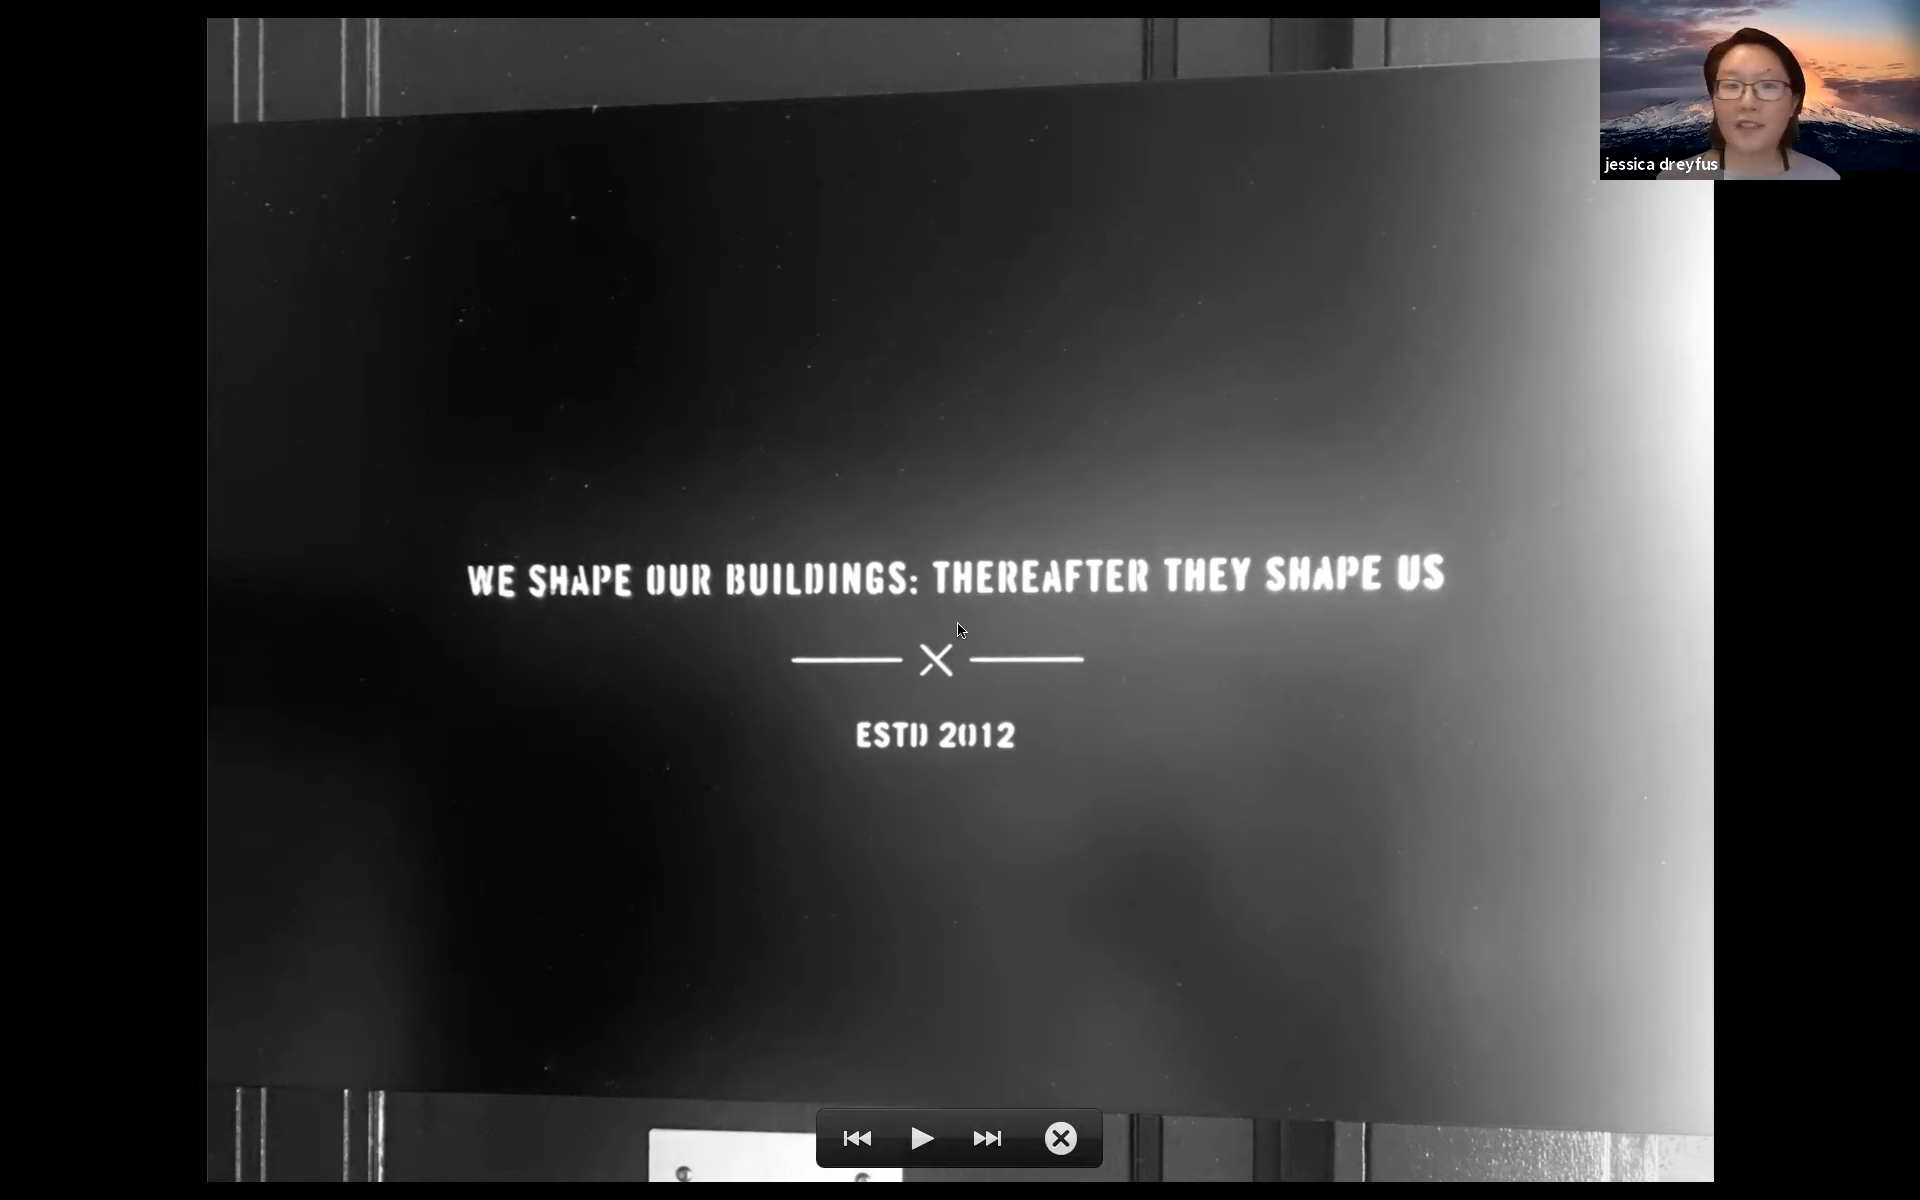 jessica dreyfus
WE SHAPE OUR BUILDINGS: THEREAFTER THEY SHAPE US
X
ESTD 2012